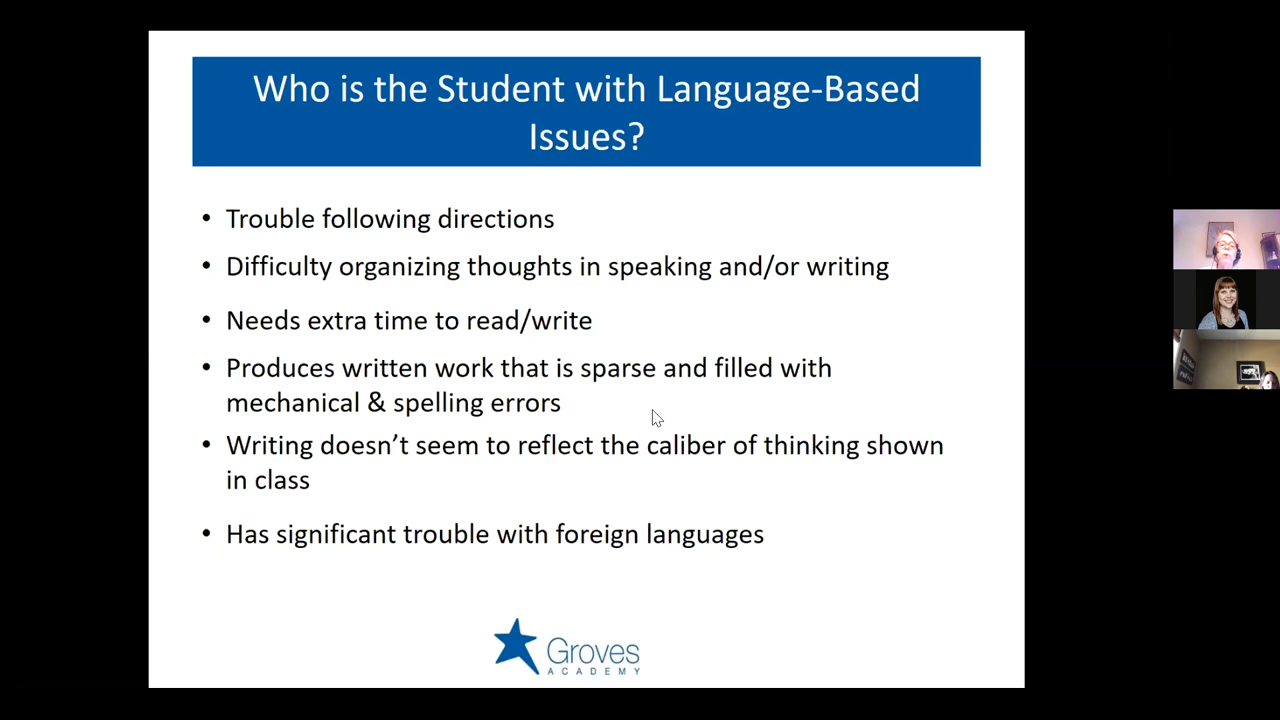 Who is the Student with Language-Based
Issues?
• Trouble following directions
• Difficulty organizing thoughts in speaking and/or writing
• Needs extra time to read/write
• Produces written work that is sparse and filled with
mechanical & spelling errors
• Writing doesn’t seem to reflect the caliber of thinking shown
in class
• Has significant trouble with foreign languages
Groves
ACADEMY